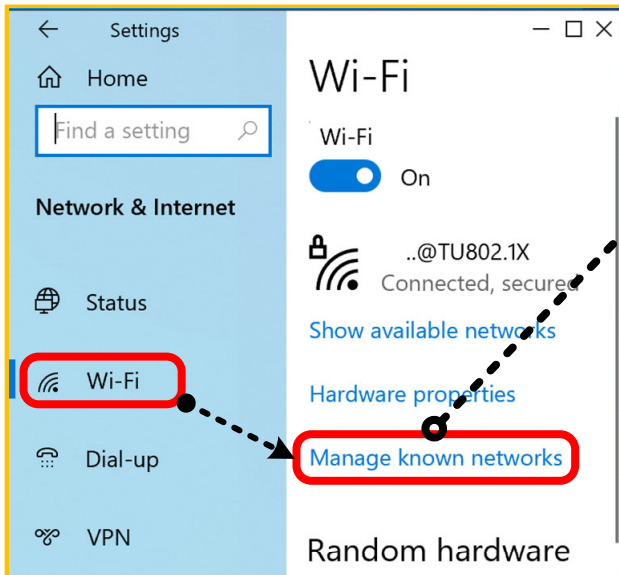 Settings
Home
Find a setting
Network & Internet
Status
Wi-Fi
Dial-up
VPN
Wi-Fi
Wi-Fi
On
..@TU802.1X
Connected, secured
Show available networks
Hardware properties
Manage known networks
Random hardware